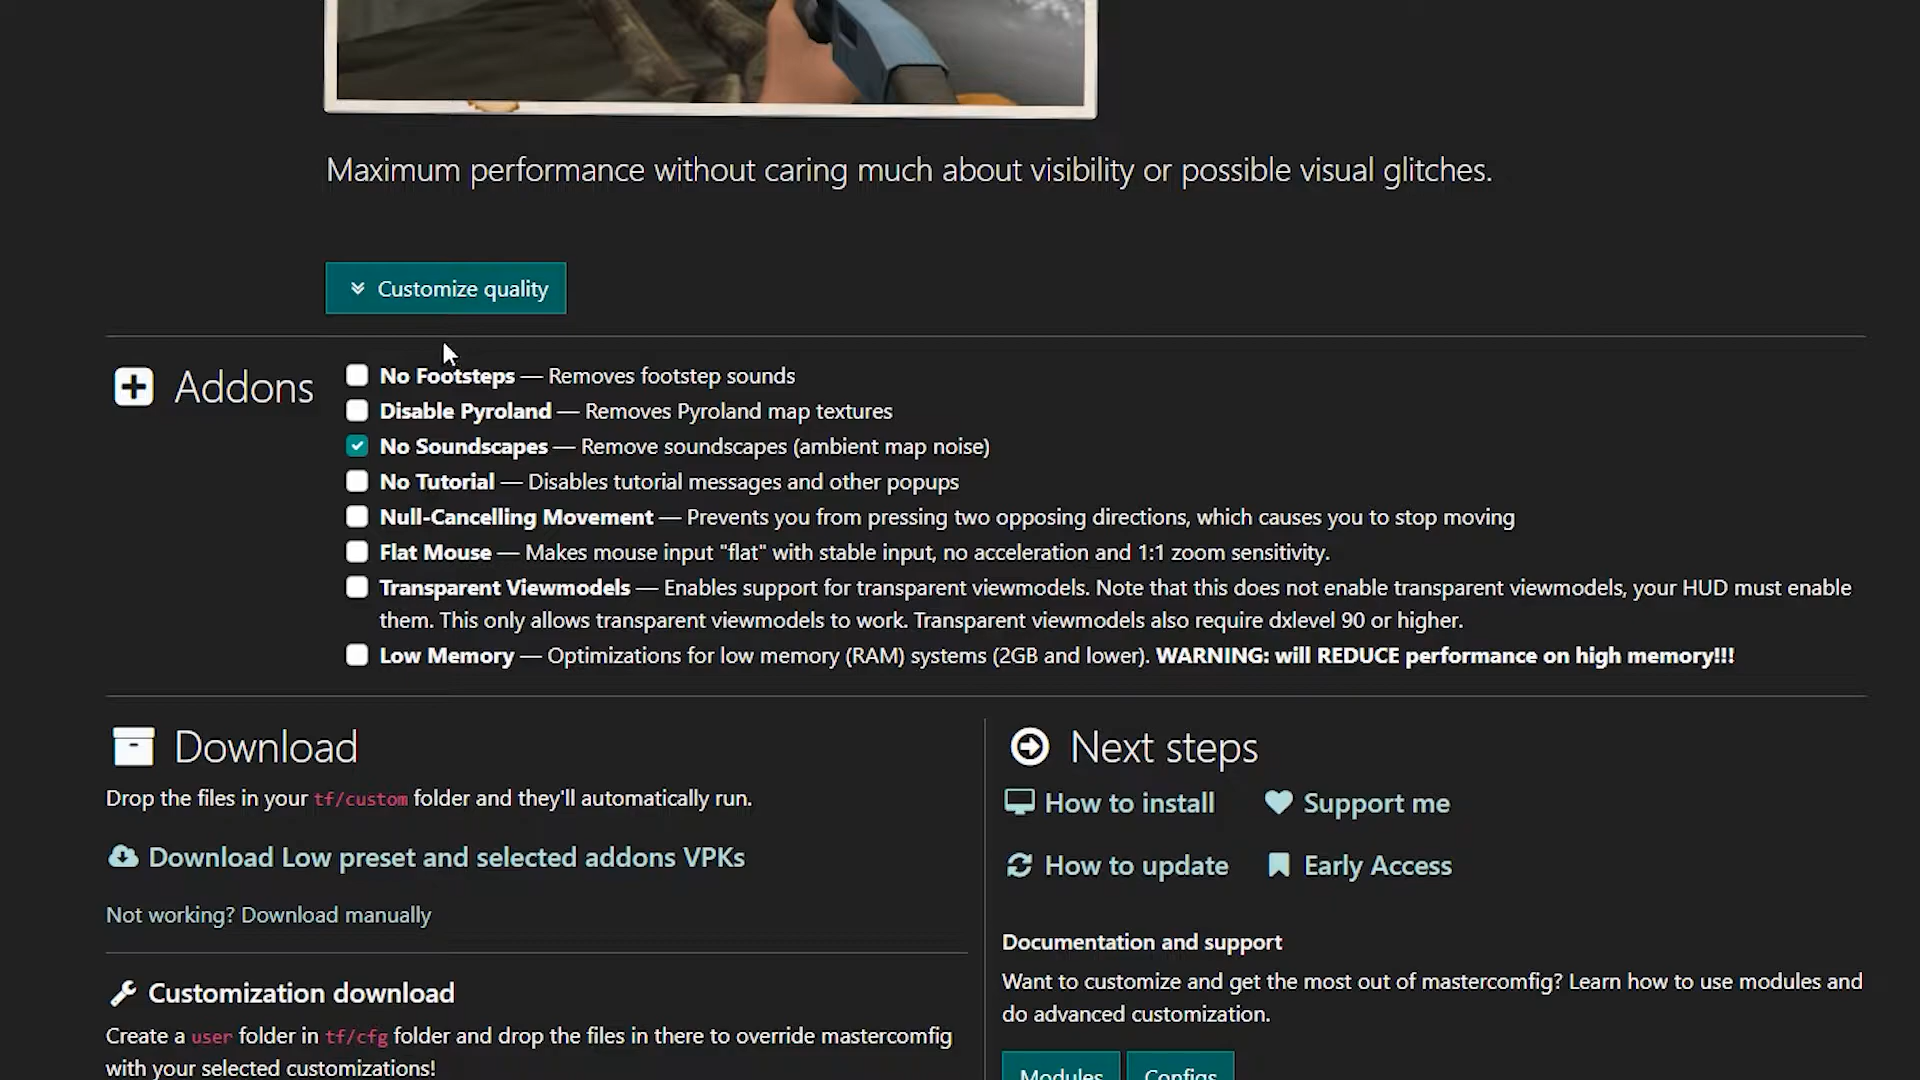 Maximum performance without caring much about visibility or possible visual glitches.
Customize quality
Addons
No Footsteps — Removes footstep sounds
Disable Pyroland — Removes Pyroland map textures
No Soundscapes — Remove soundscapes (ambient map noise)
No Tutorial — Disables tutorial messages and other popups
Null-Cancelling Movement — Prevents you from pressing two opposing directions, which causes you to stop moving
Flat Mouse — Makes mouse input "flat" with stable input, no acceleration and 1:1 zoom sensitivity.
Transparent Viewmodels — Enables support for transparent viewmodels. Note that this does not enable transparent viewmodels, your HUD must enable
them. This only allows transparent viewmodels to work. Transparent viewmodels also require dxlevel 90 or higher.
Low Memory — Optimizations for low memory (RAM) systems (2GB and lower). WARNING: will REDUCE performance on high memory!!!
Download
Drop the files in your tf/custom folder and they'll automatically run.
Download Low preset and selected addons VPKs
Not working? Download manually
Customization download
Create a user folder in tf/cfg folder and drop the files in there to override mastercomfig
with your selected customizations!
Next steps
How to install Support me
How to update Early Access
Documentation and support
Want to customize and get the most out of mastercomfig? Learn how to use modules and
do advanced customization.
Modules Configs